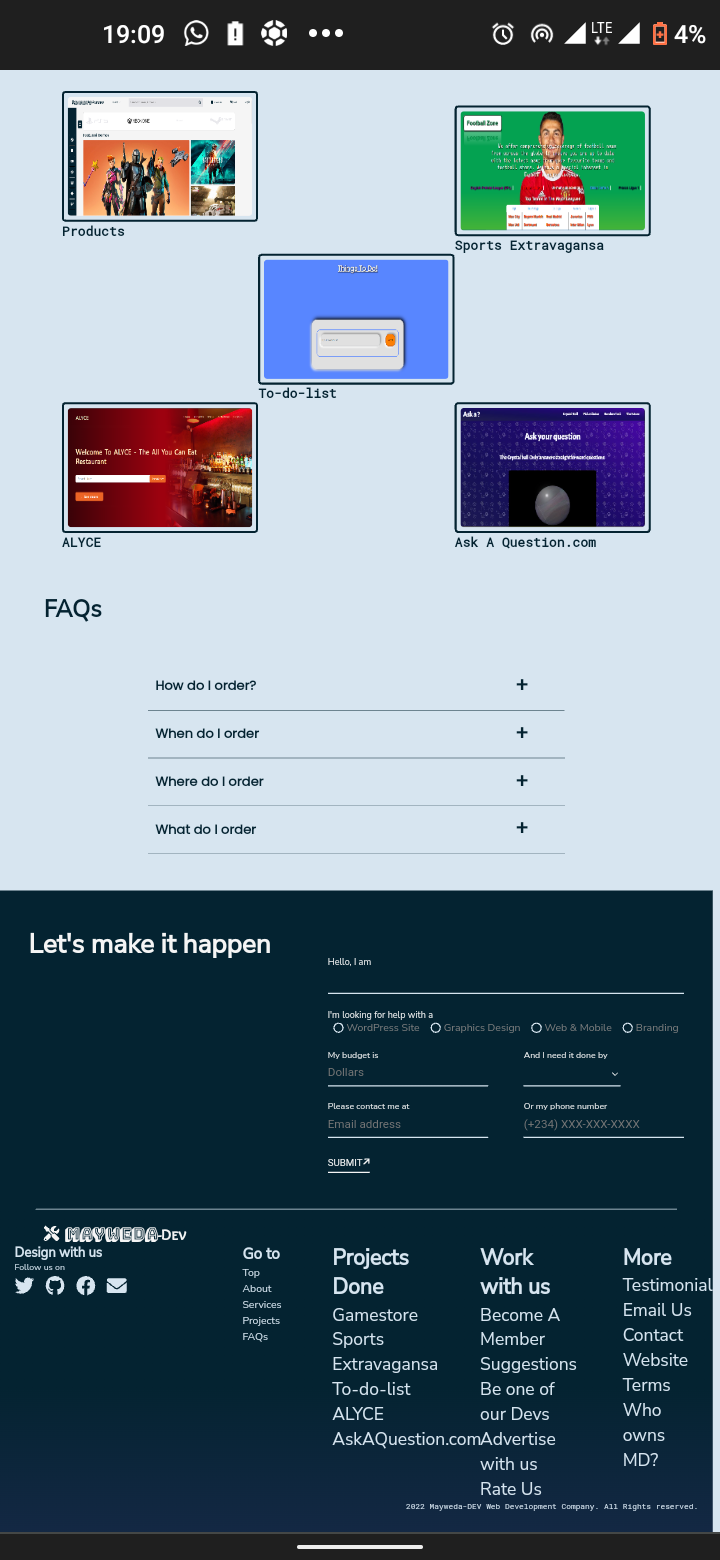 19:09
LTE
4%
Products
Football Zone
Sports Extravagansa
Things To Do!
To-do-list
ALYCE
Welcome To ALYCE - The All You Can Eat
Restaurant
ALYCE
Ask a?
Ask your question
Ask A Question.com
FAQs
How do I order?
When do I order
Where do I order
What do I order
Let's make it happen
Hello, I am
I'm looking for help with a
WordPress Site Graphics Design Web & Mobile Branding
My budget is And I need it done by
Dollars
Please contact me at Or my phone number
Email address (+234) XXX-XXX-XXXX
SUBMIT
MAYWEDA-DEV
Design with us
Follow us on
Go to
Top
About
Services
Projects
FAQs
Projects
Done
Gamestore
Sports
Extravagansa
To-do-list
ALYCE
AskAQuestion.com
Work
with us
Become A
Member
Suggestions
Be one of
our Devs
Advertise
with us
Rate Us
More
Testimonial
Email Us
Contact
Website
Terms
Who
owns
MD?
2022 Mayweda-DEV Web Development Company. All Rights reserved.